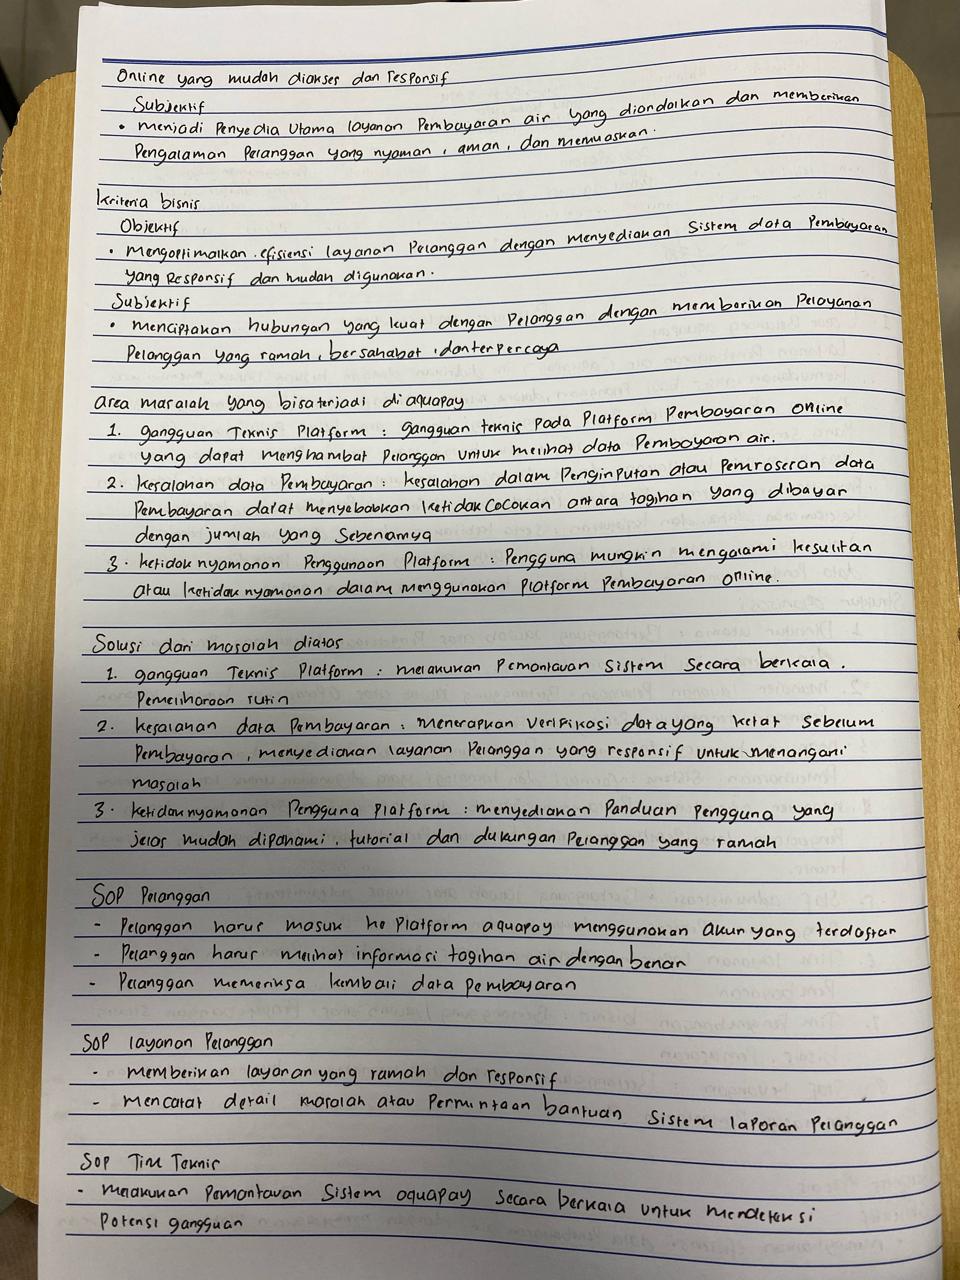 Online yang mudah diakses dan responsif
Subjektif
• menjadi Penyedia Utama layanan Pembayaran air yang diandalkan dan memberikan
Pengalaman Pelanggan yang nyaman, aman, dan memuaskan.
kriteria bisnis
Objektif
• Mengoptimalkan efisiensi layanan Pelanggan dengan menyediakan Sistem data Pembayaran
yang Responsif dan mudah digunakan.
Subjektif
• menciptakan hubungan yang kuat dengan Pelanggan dengan memberikan Pelayanan
Pelanggan yang ramah, bersahabat, dan terpercaya
area masalah yang bisa terjadi di aquapay
1. gangguan Teknis Platform : gangguan teknis pada Platform Pembayaran Online
yang dapat menghambat Pelanggan untuk melihat data Pembayaran air.
2. kesalahan data Pembayaran : kesalahan dalam Penginputan atau Pemrosesan data
Pembayaran dapat menyebabkan ketidak cocokan antara tagihan yang dibayar
dengan jumlah yang Sebenarnya
3. ketidak nyamanan Penggunaan Platform : Pengguna mungkin mengalami kesulitan
atau ketidak nyamanan dalam menggunakan Platform Pembayaran Online.
Solusi dari masalah diatas
1. gangguan Teknis Platform : melakukan Pemantauan Sistem Secara berkala.
Pemeliharaan rutin
2. kesalahan data Pembayaran : menerapkan Verifikasi data yang ketat sebelum
Pembayaran, menyediakan layanan Pelanggan yang responsif untuk menangani
masalah
3. ketidaknyamanan Pengguna Platform : menyediakan Panduan Pengguna yang
jelas mudah dipahami, tutorial dan dukungan Pelanggan yang ramah
SOP Pelanggan
- Pelanggan harus masuk ke Platform aquapay menggunakan akun yang terdaftar
- Pelanggan harus melihat informasi tagihan air dengan benar
- Pelanggan memeriksa kembali data pembayaran
SOP layanan Pelanggan
- memberikan layanan yang ramah dan responsif
- mencatat detail masalah atau Permintaan bantuan Sistem laporan Pelanggan
SOP Tim Teknis
- melakukan Pemantauan Sistem aquapay Secara berkala untuk mendeteksi
Potensi gangguan